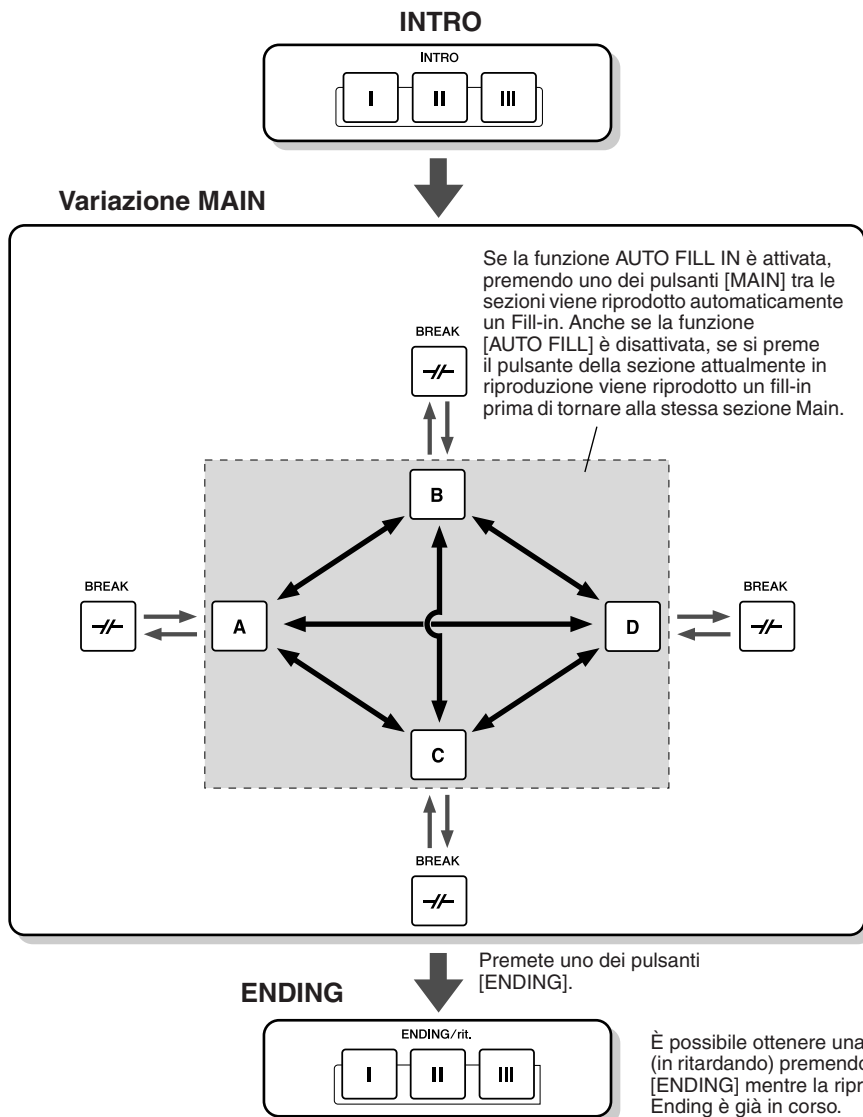 INTRO
INTRO
I II III
Variazione MAIN
Se la funzione AUTO FILL IN è attivata,
premendo uno dei pulsanti [MAIN] tra le
sezioni viene riprodotto automaticamente
un Fill-in. Anche se la funzione
[AUTO FILL] è disattivata, se si preme
il pulsante della sezione attualmente in
riproduzione viene riprodotto un fill-in
prima di tornare alla stessa sezione Main.
BREAK
B
BREAK
A
D
BREAK
C
BREAK
Premete uno dei pulsanti
[ENDING].
ENDING
ENDING/rit.
I II III
È possibile ottenere una
(in ritardando) premendo
[ENDING] mentre la ripr
Ending è già in corso.